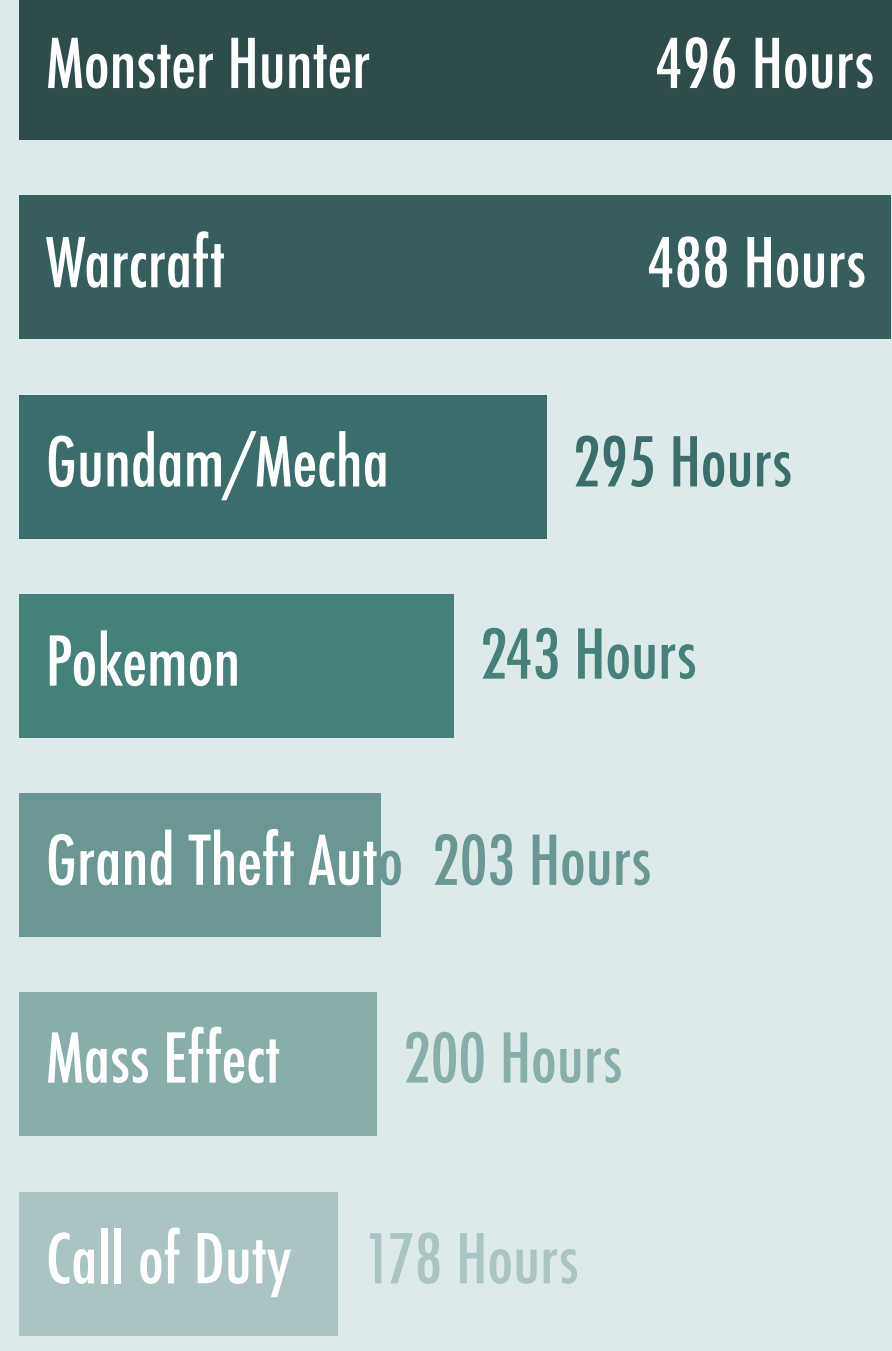 Monster Hunter 496 Hours
Warcraft 488 Hours
Gundam/Mecha 295 Hours
Pokemon 243 Hours
Grand Theft Auto 203 Hours
Mass Effect 200 Hours
Call of Duty 178 Hours